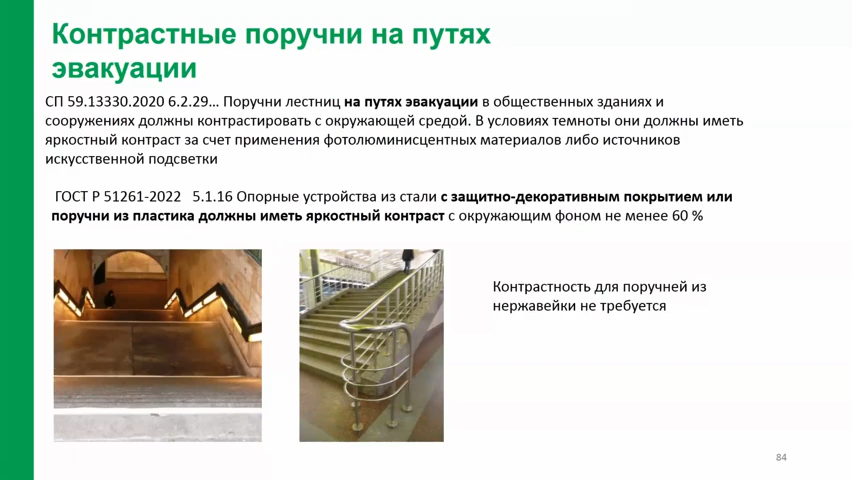 Контрастные поручни на путях
эвакуации
СП 59.13330.2020 6.2.29… Поручни лестниц на путях эвакуации в общественных зданиях и
сооружениях должны контрастировать с окружающей средой. В условиях темноты они должны иметь
яркостный контраст за счет применения фотолюминисцентных материалов либо источников
искусственной подсветки
ГОСТ Р 51261-2022 5.1.16 Опорные устройства из стали с защитно-декоративным покрытием или
поручни из пластика должны иметь яркостный контраст с окружающим фоном не менее 60 %
Контрастность для поручней из
нержавейки не требуется
84